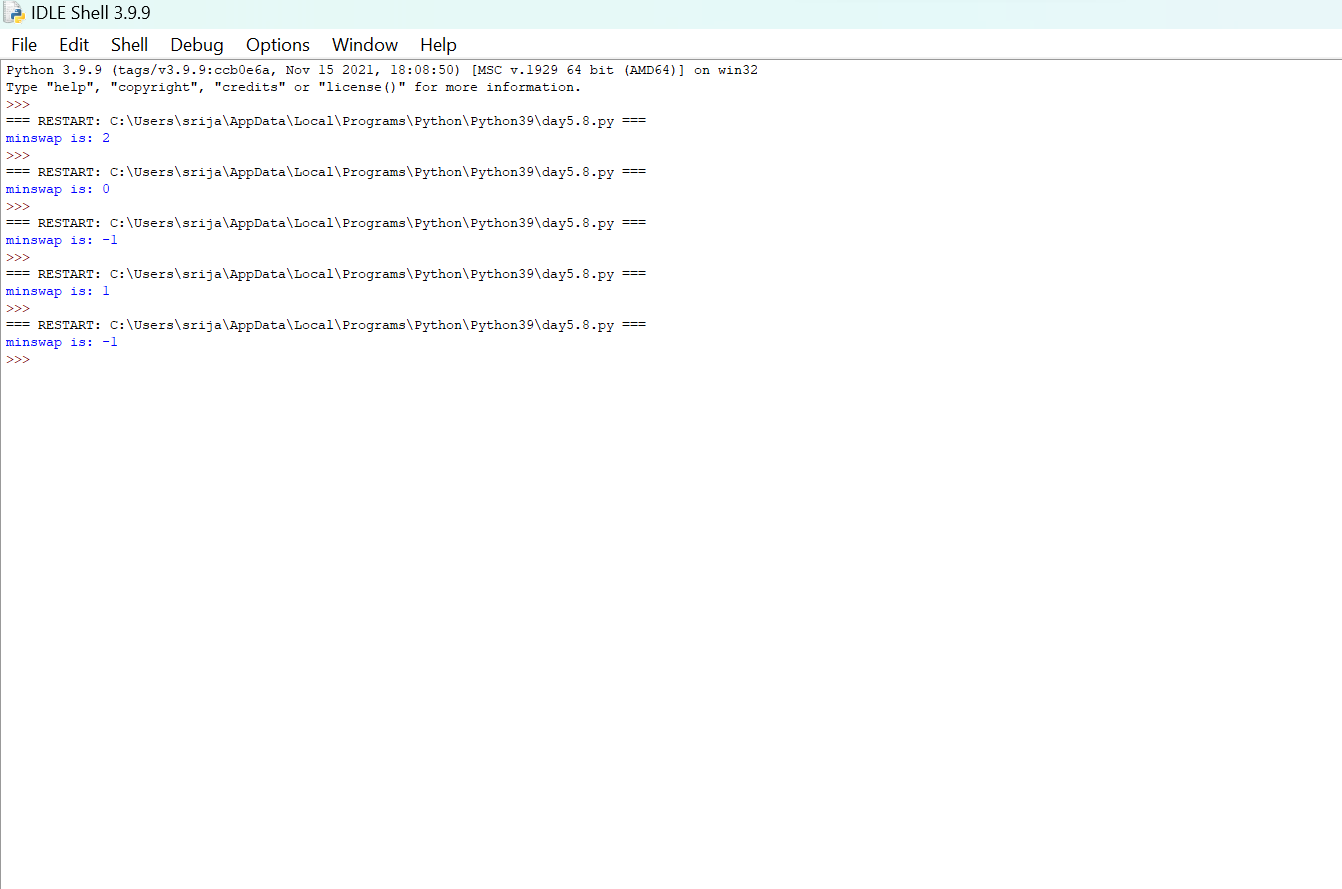 IDLE Shell 3.9.9
File Edit Shell Debug Options Window Help
Python 3.9.9 (tags/v3.9.9:ccb0e6a, Nov 15 2021, 18:08:50) [MSC v.1929 64 bit (AMD64)] on win32
Type "help", "copyright", "credits" or "license()" for more information.
>>>
=== RESTART: C:\Users\srija\AppData\Local\Programs\Python\Python39\day5.8.py ===
minswap is: 2
>>>
=== RESTART: C:\Users\srija\AppData\Local\Programs\Python\Python39\day5.8.py ===
minswap is: 0
>>>
=== RESTART: C:\Users\srija\AppData\Local\Programs\Python\Python39\day5.8.py ===
minswap is: -1
>>>
=== RESTART: C:\Users\srija\AppData\Local\Programs\Python\Python39\day5.8.py ===
minswap is: 1
>>>
=== RESTART: C:\Users\srija\AppData\Local\Programs\Python\Python39\day5.8.py ===
minswap is: -1
>>>